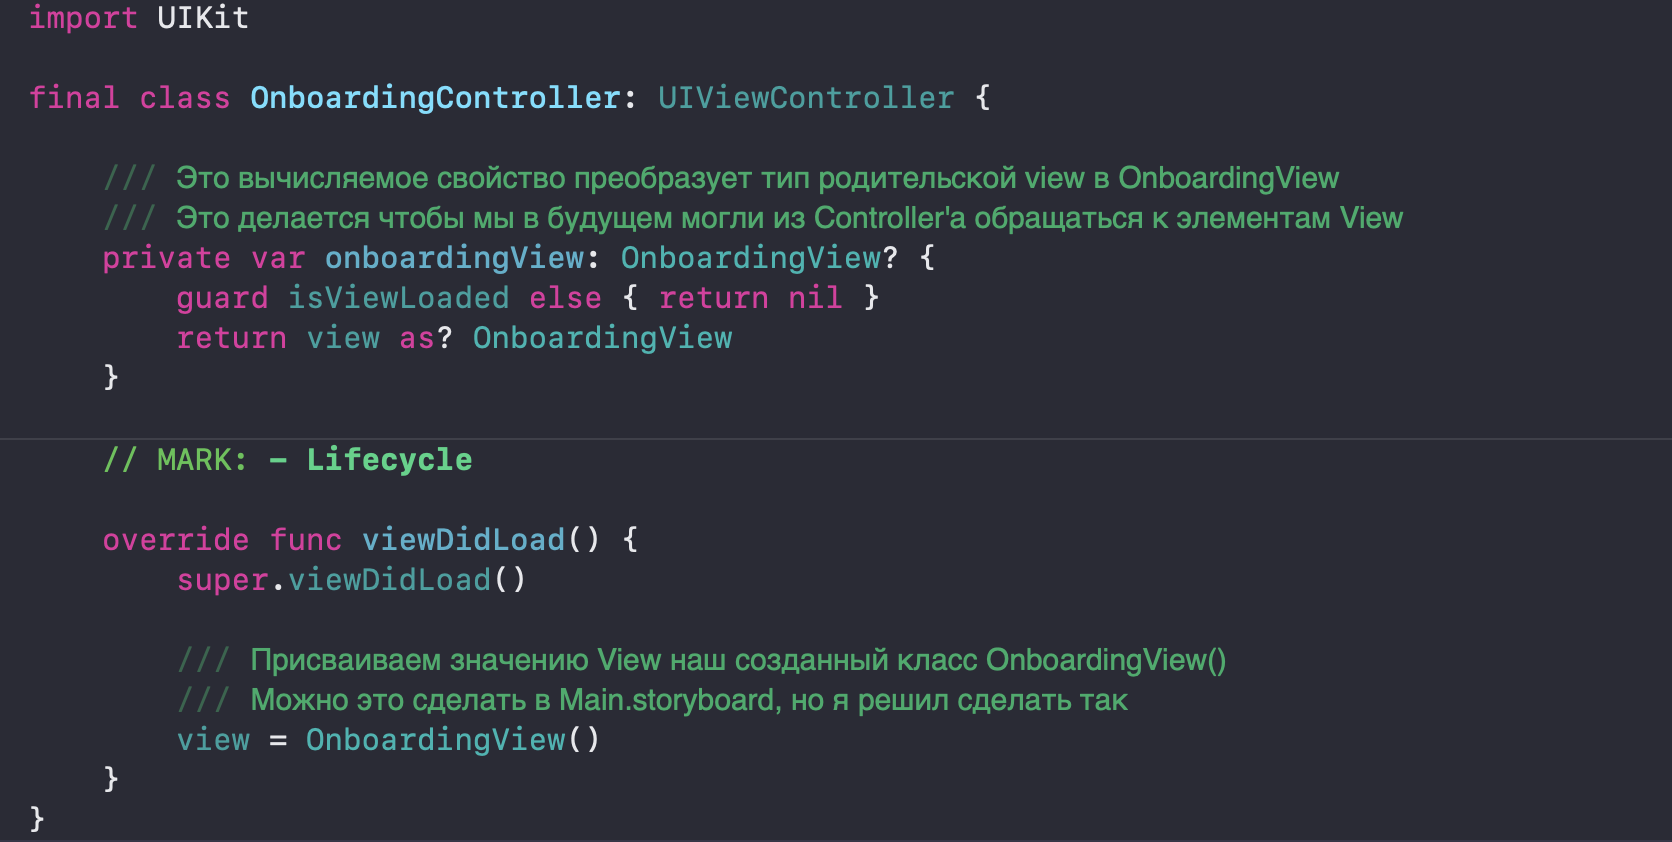 import UIKit
final class OnboardingController: UIViewController {
/// Это вычисляемое свойство преобразует тип родительской view в OnboardingView
/// Это делается чтобы мы в будущем могли из Controller'a обращаться к элементам View
private var onboardingView: OnboardingView? {
guard isViewLoaded else { return nil }
return view as? OnboardingView
}
// MARK: - Lifecycle
override func viewDidLoad() {
super.viewDidLoad()
/// Присваиваем значению View наш созданный класс OnboardingView()
/// Можно это сделать в Main.storyboard, но я решил сделать так
view = OnboardingView()
}
}